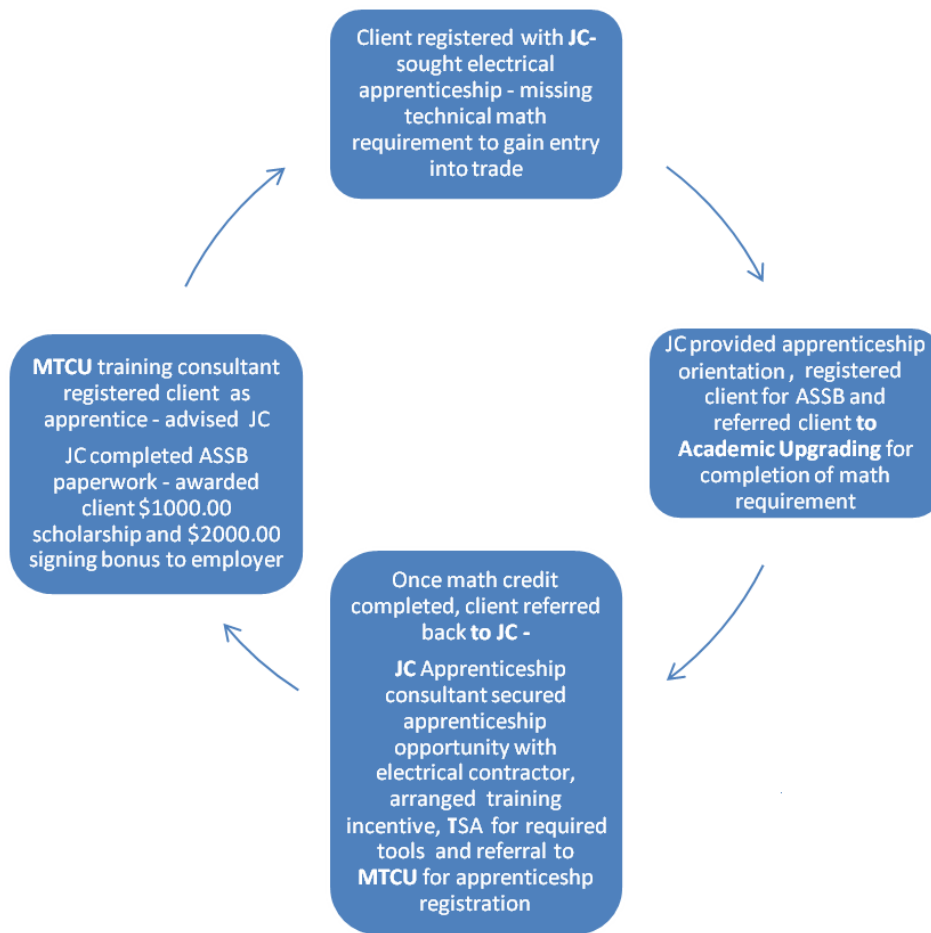 Client registered with JC-
sought electrical
apprenticeship - missing
technical math
requirement to gain entry
into trade
JC provided apprenticeship
orientation , registered
client for ASSB and
referred client to
Academic Upgrading for
completion of math
requirement
Once math credit
completed, client referred
back to JC -
JC Apprenticeship
consultant secured
apprenticeship
opportunity with
electrical contractor,
arranged training
incentive, TSA for required
tools and referral to
MTCU for apprenticeshp
registration
MTCU training consultant
registered client as
apprentice - advised JC
JC completed ASSB
paperwork - awarded
client $1000.00
scholarship and $2000.00
signing bonus to employer